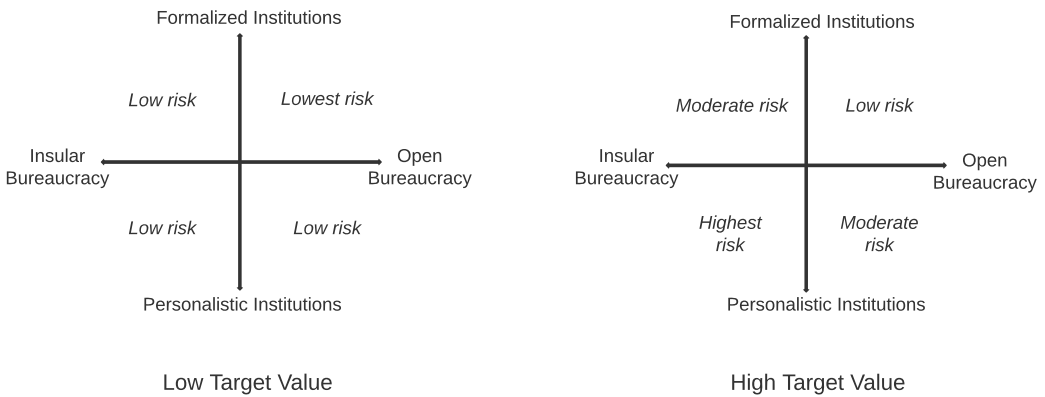 Formalized Institutions
Low risk
Lowest risk
Insular
Bureaucracy
Open
Bureaucracy
Low risk
Low risk
Personalistic Institutions
Low Target Value
Formalized Institutions
Moderate risk
Low risk
Insular
Bureaucracy
Open
Bureaucracy
Highest
risk
Moderate
risk
Personalistic Institutions
High Target Value